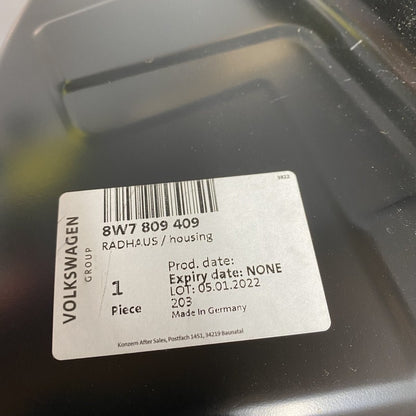 VOLKSWAGEN
GROUP
5822
8W7 809 409
RADHAUS / housing
Prod. date:
Expiry date: NONE
LOT: 05.01.2022
203
Made in Germany
1
Piece
Konzern After Sales, Postfach 1451, 34219 Baunatal